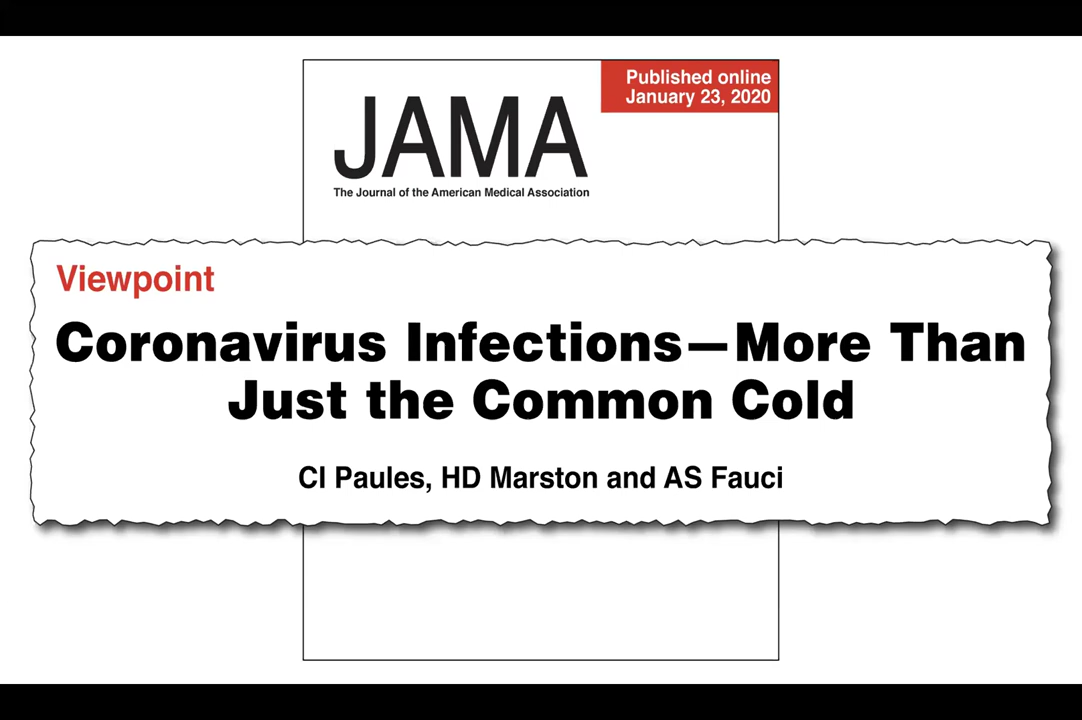 Published online
January 23, 2020
JAMA
The Journal of the American Medical Association
Viewpoint
Coronavirus Infections—More Than
Just the Common Cold
CI Paules, HD Marston and AS Fauci